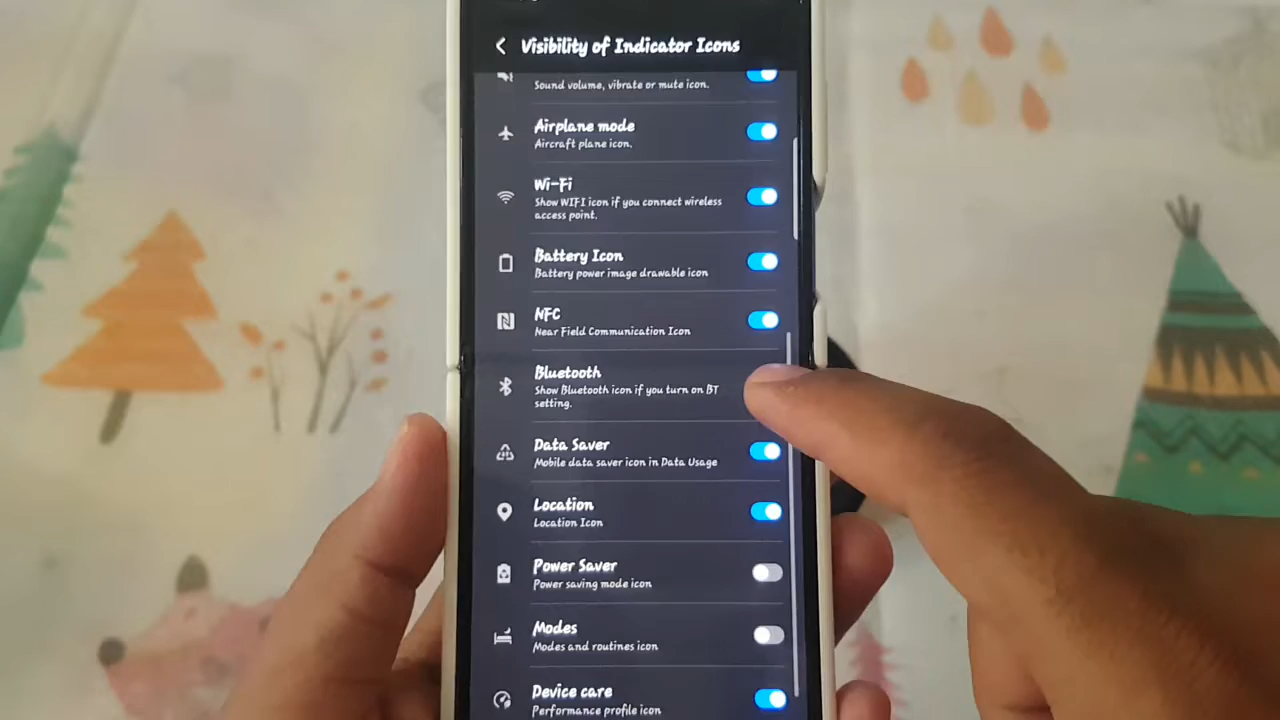 Visibility of Indicator Icons
Sound volume, vibrate or mute icon.
Airplane mode
Aircraft plane icon.
Wi-Fi
Show WIFI icon if you connect wireless
access point.
Battery Icon
Battery power image drawable icon
NFC
Near Field Communication Icon
Bluetooth
Show Bluetooth icon if you turn on BT
setting.
Data Saver
Mobile data saver icon in Data Usage
Location
Location Icon
Power Saver
Power saving mode icon
Modes
Modes and routines icon
Device care
Performance profile icon